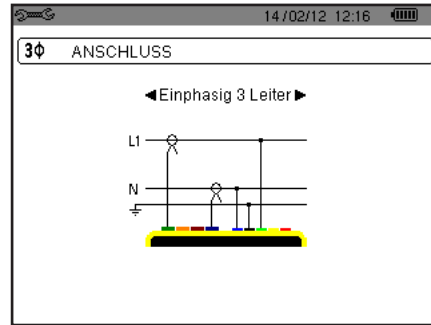 14/02/12 12:16
3Φ ANSCHLUSS
◄Einphasig 3 Leiter►
L1
N